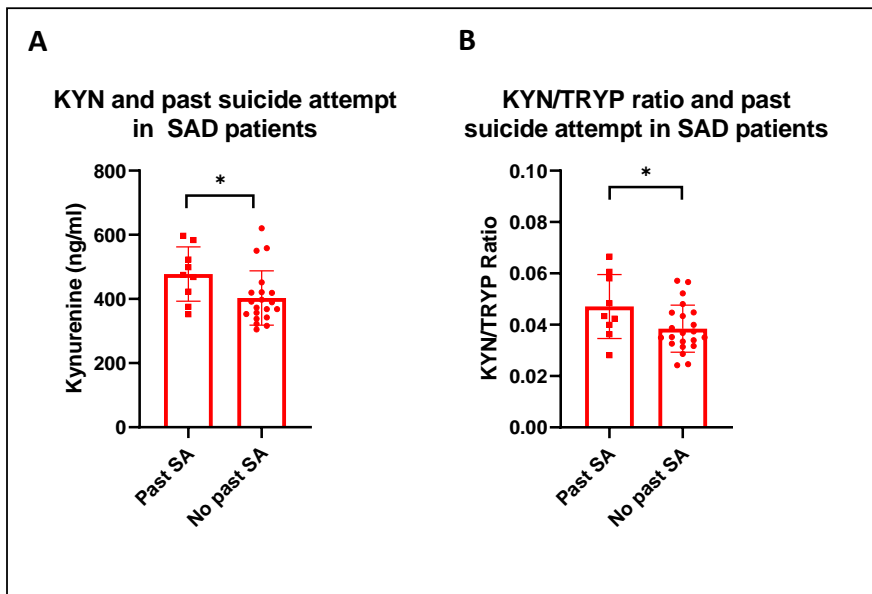 A
KYN and past suicide attempt
in SAD patients
*
800
600
400
200
0
Kynurenine (ng/ml)
Past SA
No past SA
B
KYN/TRYP ratio and past
suicide attempt in SAD patients
*
0.10
0.08
0.06
0.04
0.02
0.00
KYN/TRYP Ratio
Past SA
No past SA